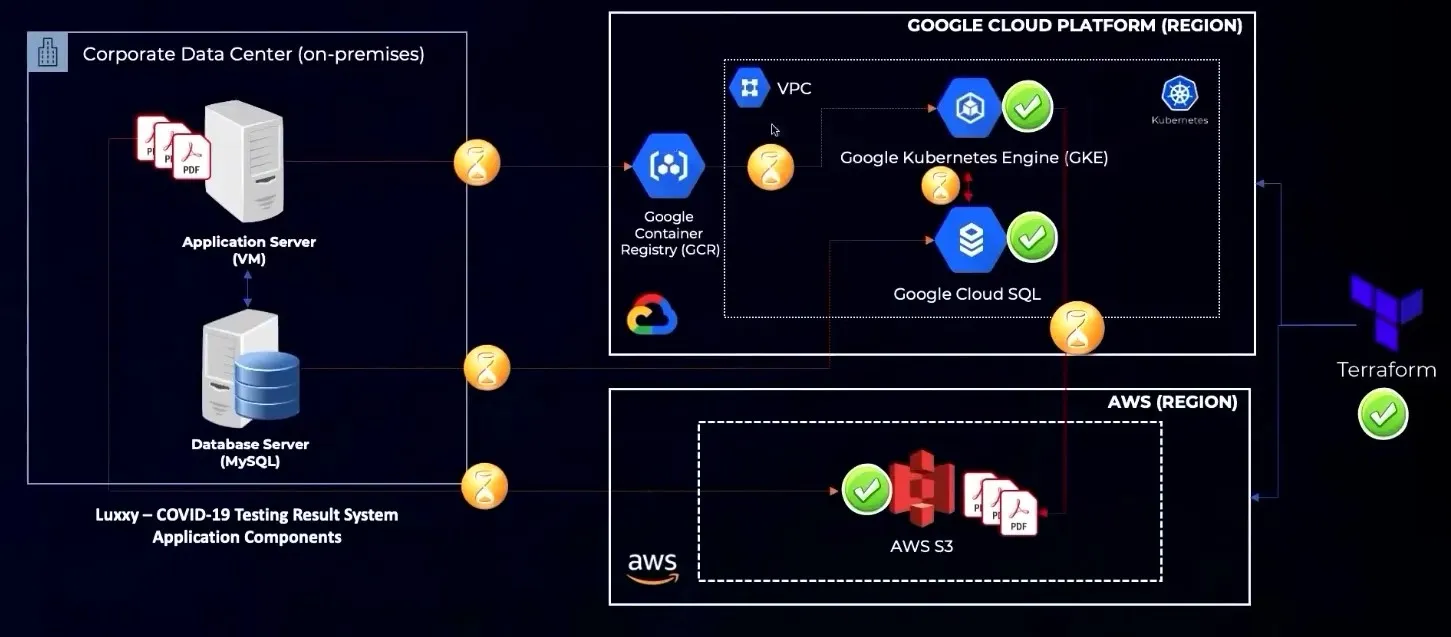 Corporate Data Center (on-premises)
PDF
Application Server
(VM)
Database Server
(MySQL)
Luxxy – COVID-19 Testing Result System
Application Components
GOOGLE CLOUD PLATFORM (REGION)
VPC
Kubernetes
Google Kubernetes Engine (GKE)
Google
Container
Registry (GCR)
Google Cloud SQL
AWS (REGION)
PDF
AWS S3
aws
Terraform